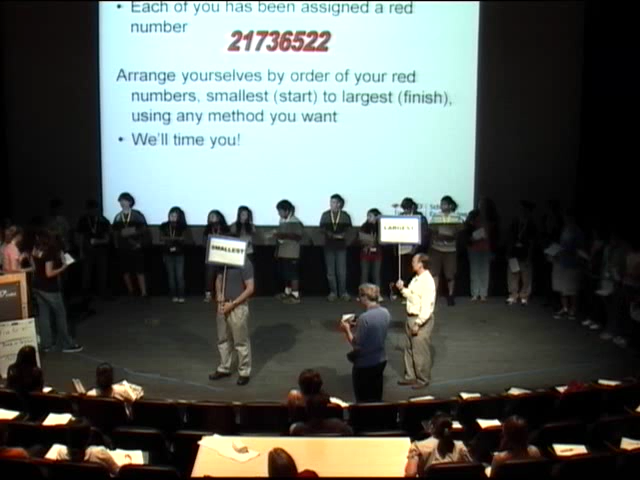 • Each of you has been assigned a red
number
21736522
Arrange yourselves by order of your red
numbers, smallest (start) to largest (finish),
using any method you want
• We'll time you!
SMALLEST
LARGEST